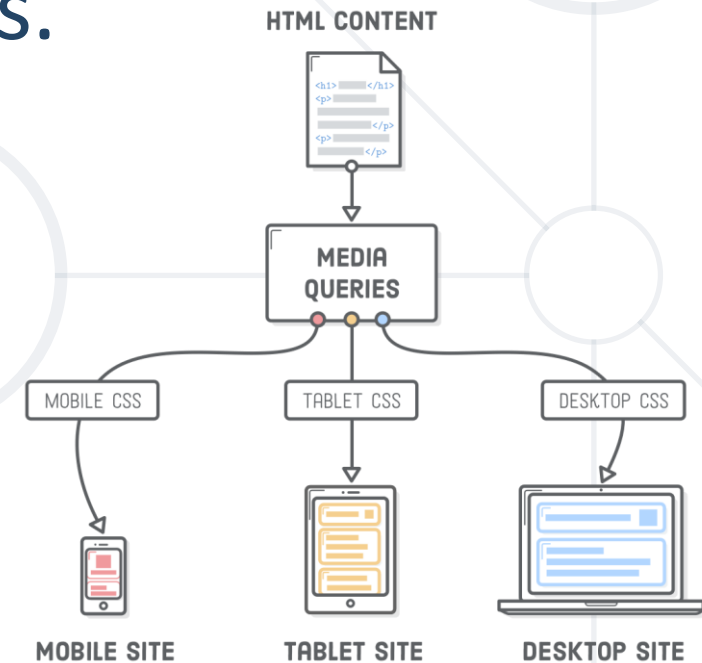 s.
HTML CONTENT
<h1> </h1>
<p>
</p>
<p>
</p>
MEDIA
QUERIES
MOBILE CSS
TABLET CSS
DESKTOP CSS
MOBILE SITE
TABLET SITE
DESKTOP SITE